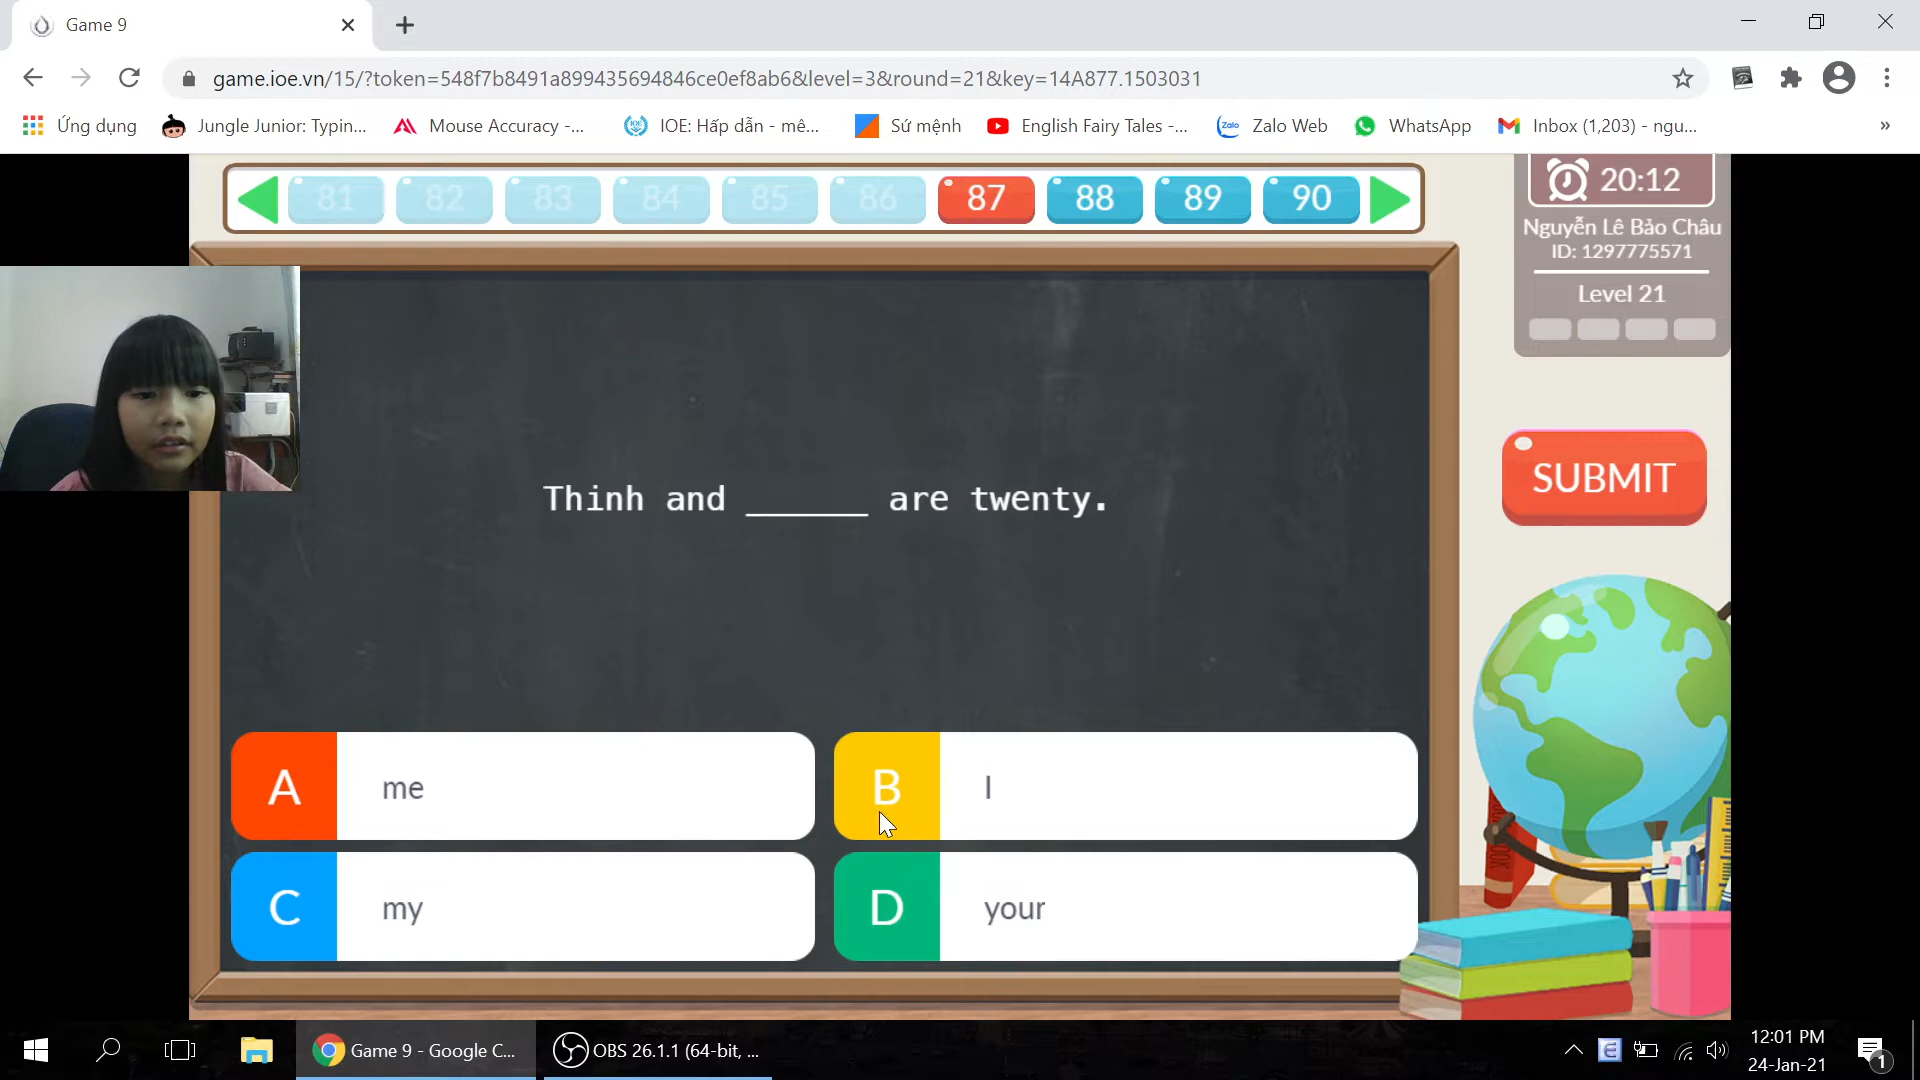 Game 9
game.ioe.vn/15/?token=548f7b8491a899435694846ce0ef8ab6&level=3&round=21&key=14A877.1503031
Ứng dụng
Jungle Junior: Typin...
Mouse Accuracy -...
IOE: Hấp dẫn - mê...
Sứ mệnh
English Fairy Tales -...
Zalo Web
WhatsApp
Inbox (1,203) - ngu...
»
81 82 83 84 85 86 87 88 89 90
20:12
Nguyễn Lê Bảo Châu
ID: 1297775571
Level 21
Thinh and ______ are twenty.
SUBMIT
A me
B I
C my
D your
Game 9 - Google C...
OBS 26.1.1 (64-bit, ...
12:01 PM
24-Jan-21
1